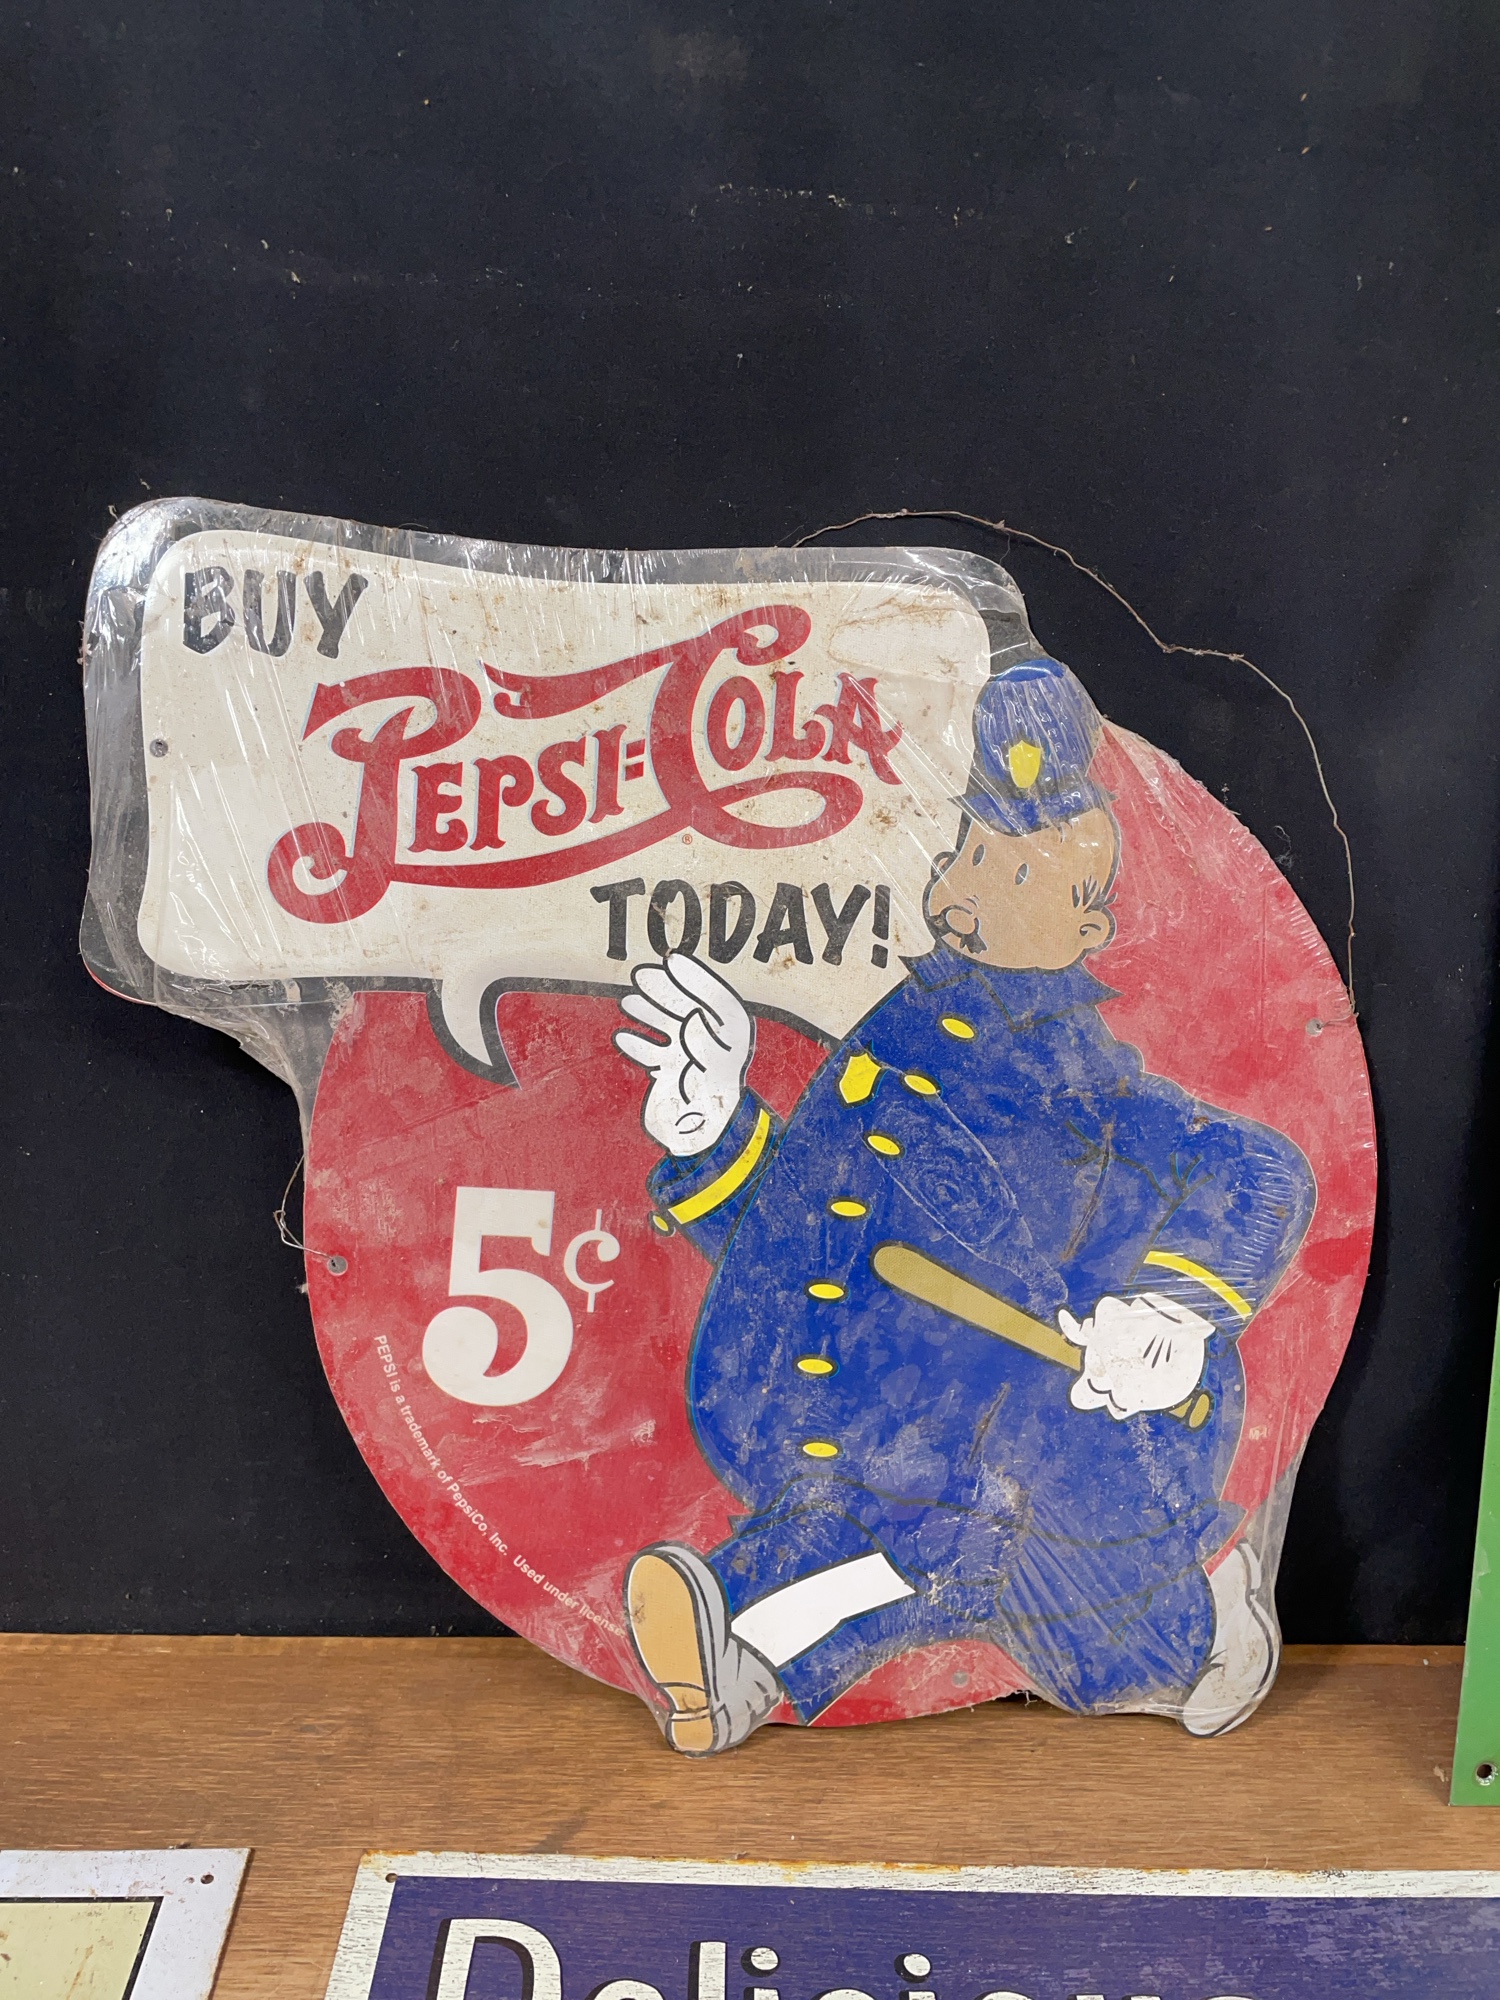 BUY
PEPSI=COLA
®
TODAY!
5¢
PEPSI is a trademark of PepsiCo, Inc. Used under license.
Delicious